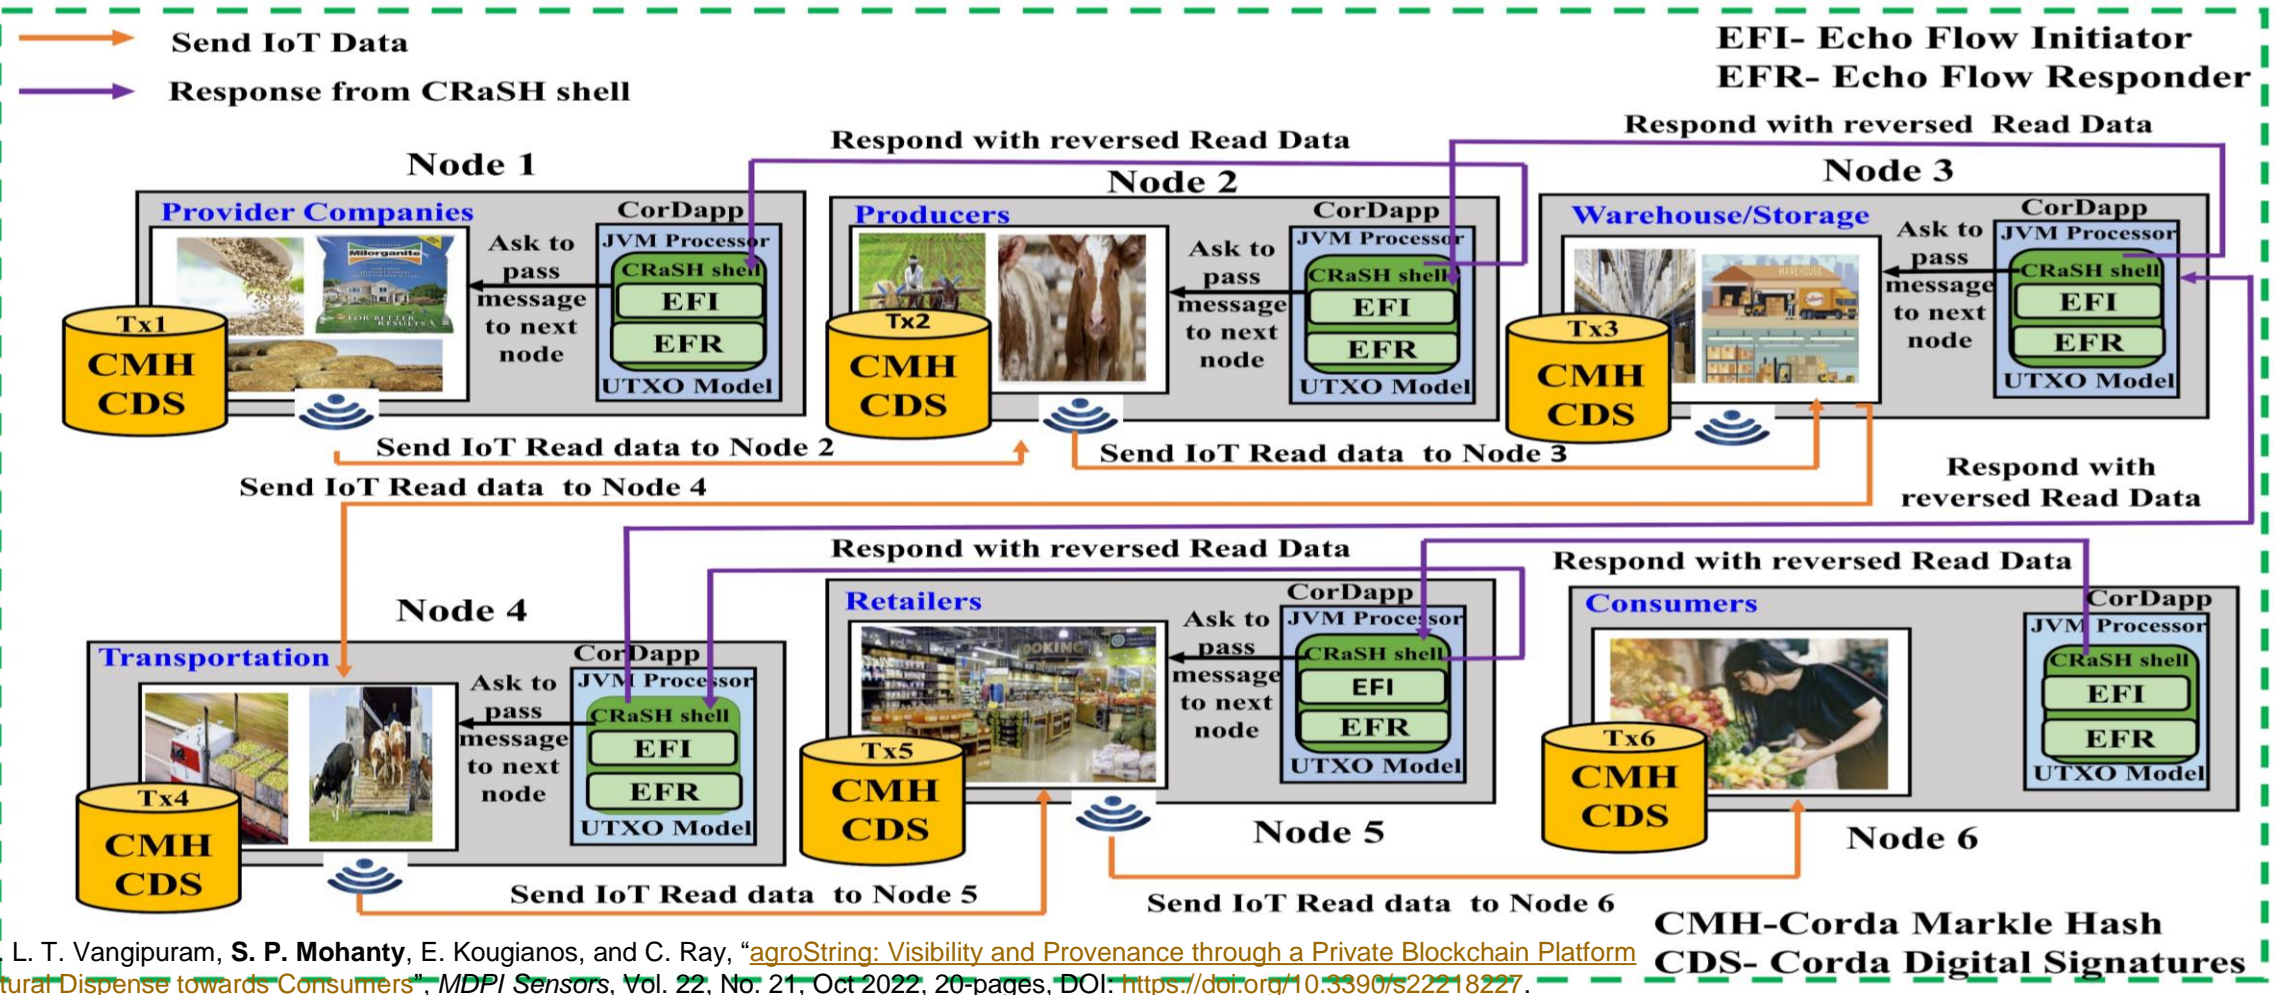 Send IoT Data
Response from CRaSH shell
EFI- Echo Flow Initiator
EFR- Echo Flow Responder
Respond with reversed Read Data
Respond with reversed  Read Data
Node 1
Node 2
Node 3
Provider Companies
CorDapp
JVM Processor
CRaSH shell
EFI
EFR
UTXO Model
Ask to
pass
message
to next
node
Milorganite
FOR BETTER
RESULTS
Tx1
CMH
CDS
Producers
CorDapp
JVM Processor
CRaSH shell
EFI
EFR
UTXO Model
Ask to
pass
message
to next
node
Tx2
CMH
CDS
Warehouse/Storage
CorDapp
JVM Processor
CRaSH shell
EFI
EFR
UTXO Model
Ask to
pass
message
to next
node
WAREHOUSE
Tx3
CMH
CDS
Send IoT Read data to Node 2
Send IoT Read data  to Node 3
Send IoT Read data  to Node 4
Respond with
reversed Read Data
Respond with reversed Read Data
Respond with reversed Read Data
Node 4
Transportation
CorDapp
JVM Processor
CRaSH shell
EFI
EFR
UTXO Model
Ask to
pass
message
to next
node
Tx4
CMH
CDS
Retailers
CorDapp
JVM Processor
CRaSH shell
EFI
EFR
UTXO Model
Ask to
pass
message
to next
node
Tx5
CMH
CDS
Node 5
Consumers
CorDapp
JVM Processor
CRaSH shell
EFI
EFR
UTXO Model
Tx6
CMH
CDS
Node 6
Send IoT Read data  to Node 5
Send IoT Read data  to Node 6
CMH-Corda Markle Hash
CDS- Corda Digital Signatures
L. T. Vangipuram, S. P. Mohanty, E. Kougianos, and C. Ray, “agroString: Visibility and Provenance through a Private Blockchain Platform
tural Dispense towards Consumers”, MDPI Sensors, Vol. 22, No. 21, Oct 2022, 20-pages, DOI: https://doi.org/10.3390/s22218227.